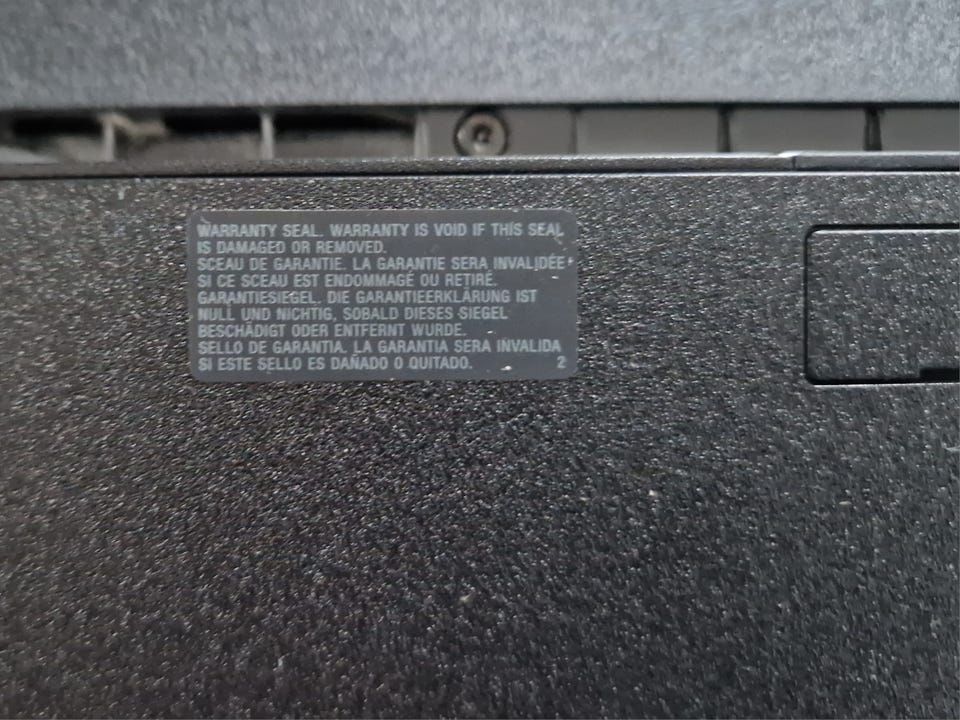 WARRANTY SEAL. WARRANTY IS VOID IF THIS SEAL
IS DAMAGED OR REMOVED.
SCEAU DE GARANTIE. LA GARANTIE SERA INVALIDÉE
SI CE SCEAU EST ENDOMMAGÉ OU RETIRÉ.
GARANTIESIEGEL. DIE GARANTIEERKLÄRUNG IST
NULL UND NICHTIG, SOBALD DIESES SIEGEL
BESCHÄDIGT ODER ENTFERNT WURDE.
SELLO DE GARANTIA. LA GARANTIA SERA INVALIDA
SI ESTE SELLO ES DAÑADO O QUITADO. 2